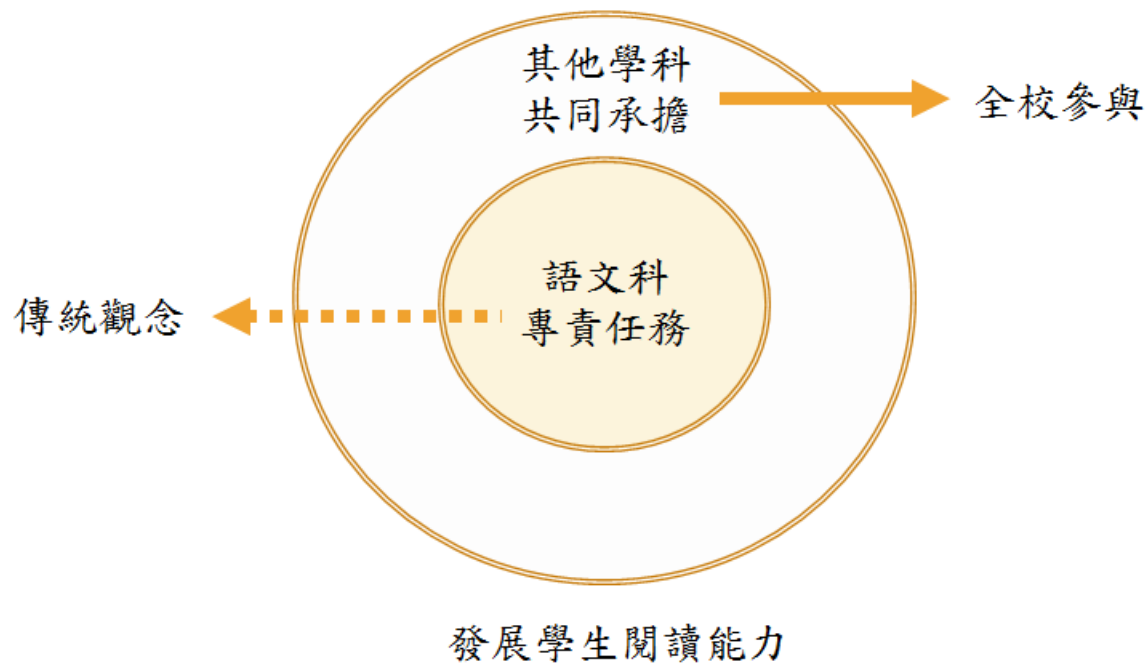 其他學科
共同承擔
全校參與
語文科
專責任務
傳統觀念
發展學生閱讀能力